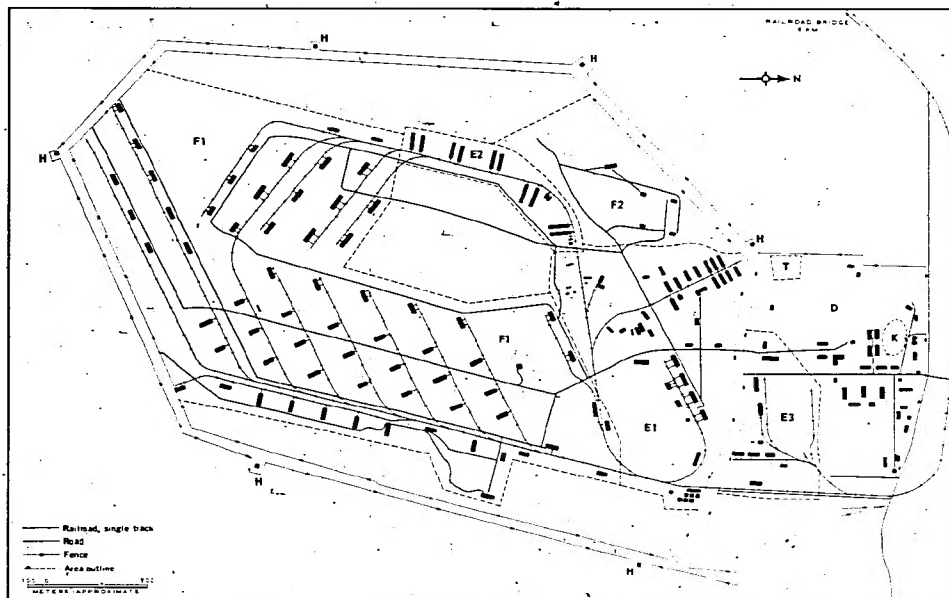 RAILROAD BRIDGE
H
H
N
H
F1
E2
F2
H
T
D
K
F1
E1
E3
H
H
Railroad, single track
Road
Fence
Area outline
METERS (APPROXIMATE)